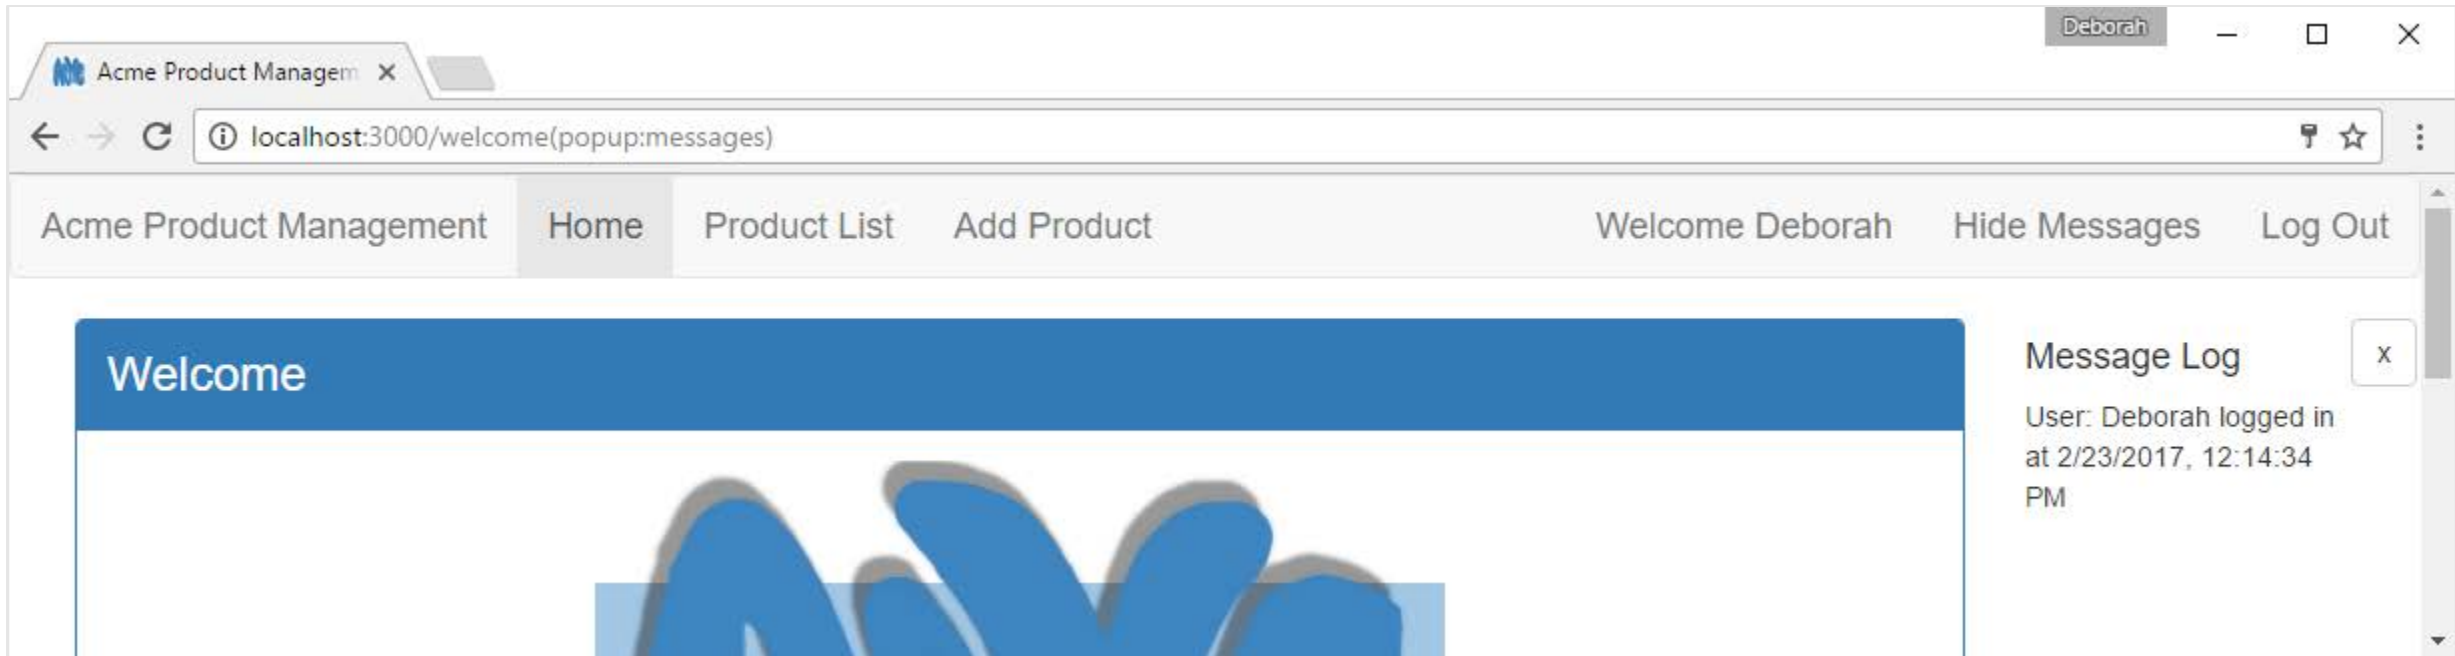 Deborah
Acme Product Managem
localhost:3000/welcome(popup:messages)
Acme Product Management Home Product List Add Product Welcome Deborah Hide Messages Log Out
Welcome
Message Log x
User: Deborah logged in
at 2/23/2017, 12:14:34
PM